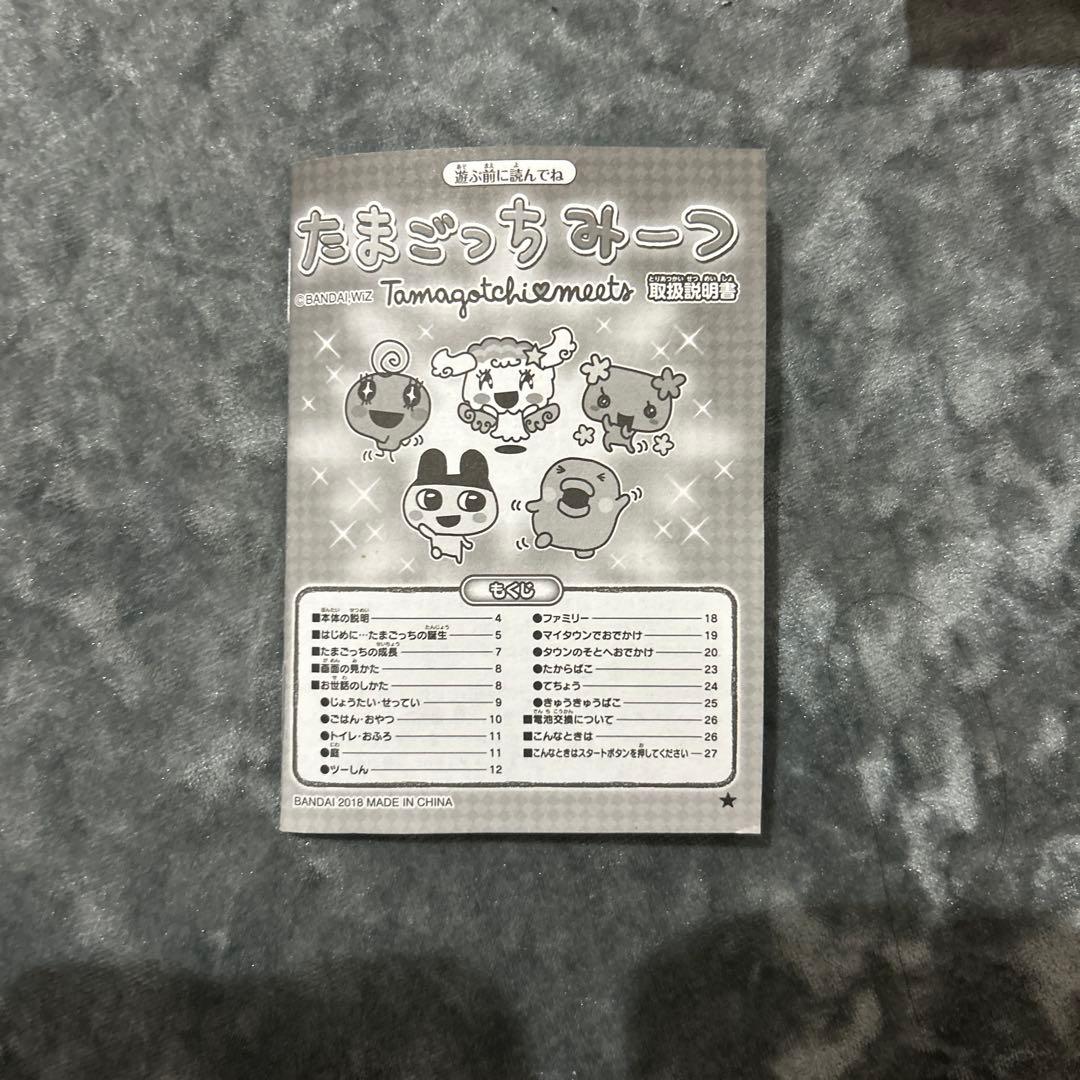 遊ぶ前に読んでね
たまごっち みーつ
©BANDAI,WiZ Tamagotchi♥meets 取扱説明書
もくじ
■本体の説明 4
■はじめに…たまごっちの誕生 5
■たまごっちの成長 7
■画面の見かた 8
■お世話のしかた 8
●じょうたい・せってい 9
●ごはん・おやつ 10
●トイレ・おふろ 11
●庭 11
●ツーしん 12
●ファミリー 18
●マイタウンでおでかけ 19
●タウンのそとへおでかけ 20
●たからばこ 23
●てちょう 24
●きゅうきゅうばこ 25
■電池交換について 26
■こんなときは 26
■こんなときはスタートボタンを押してください 27
BANDAI 2018 MADE IN CHINA ★